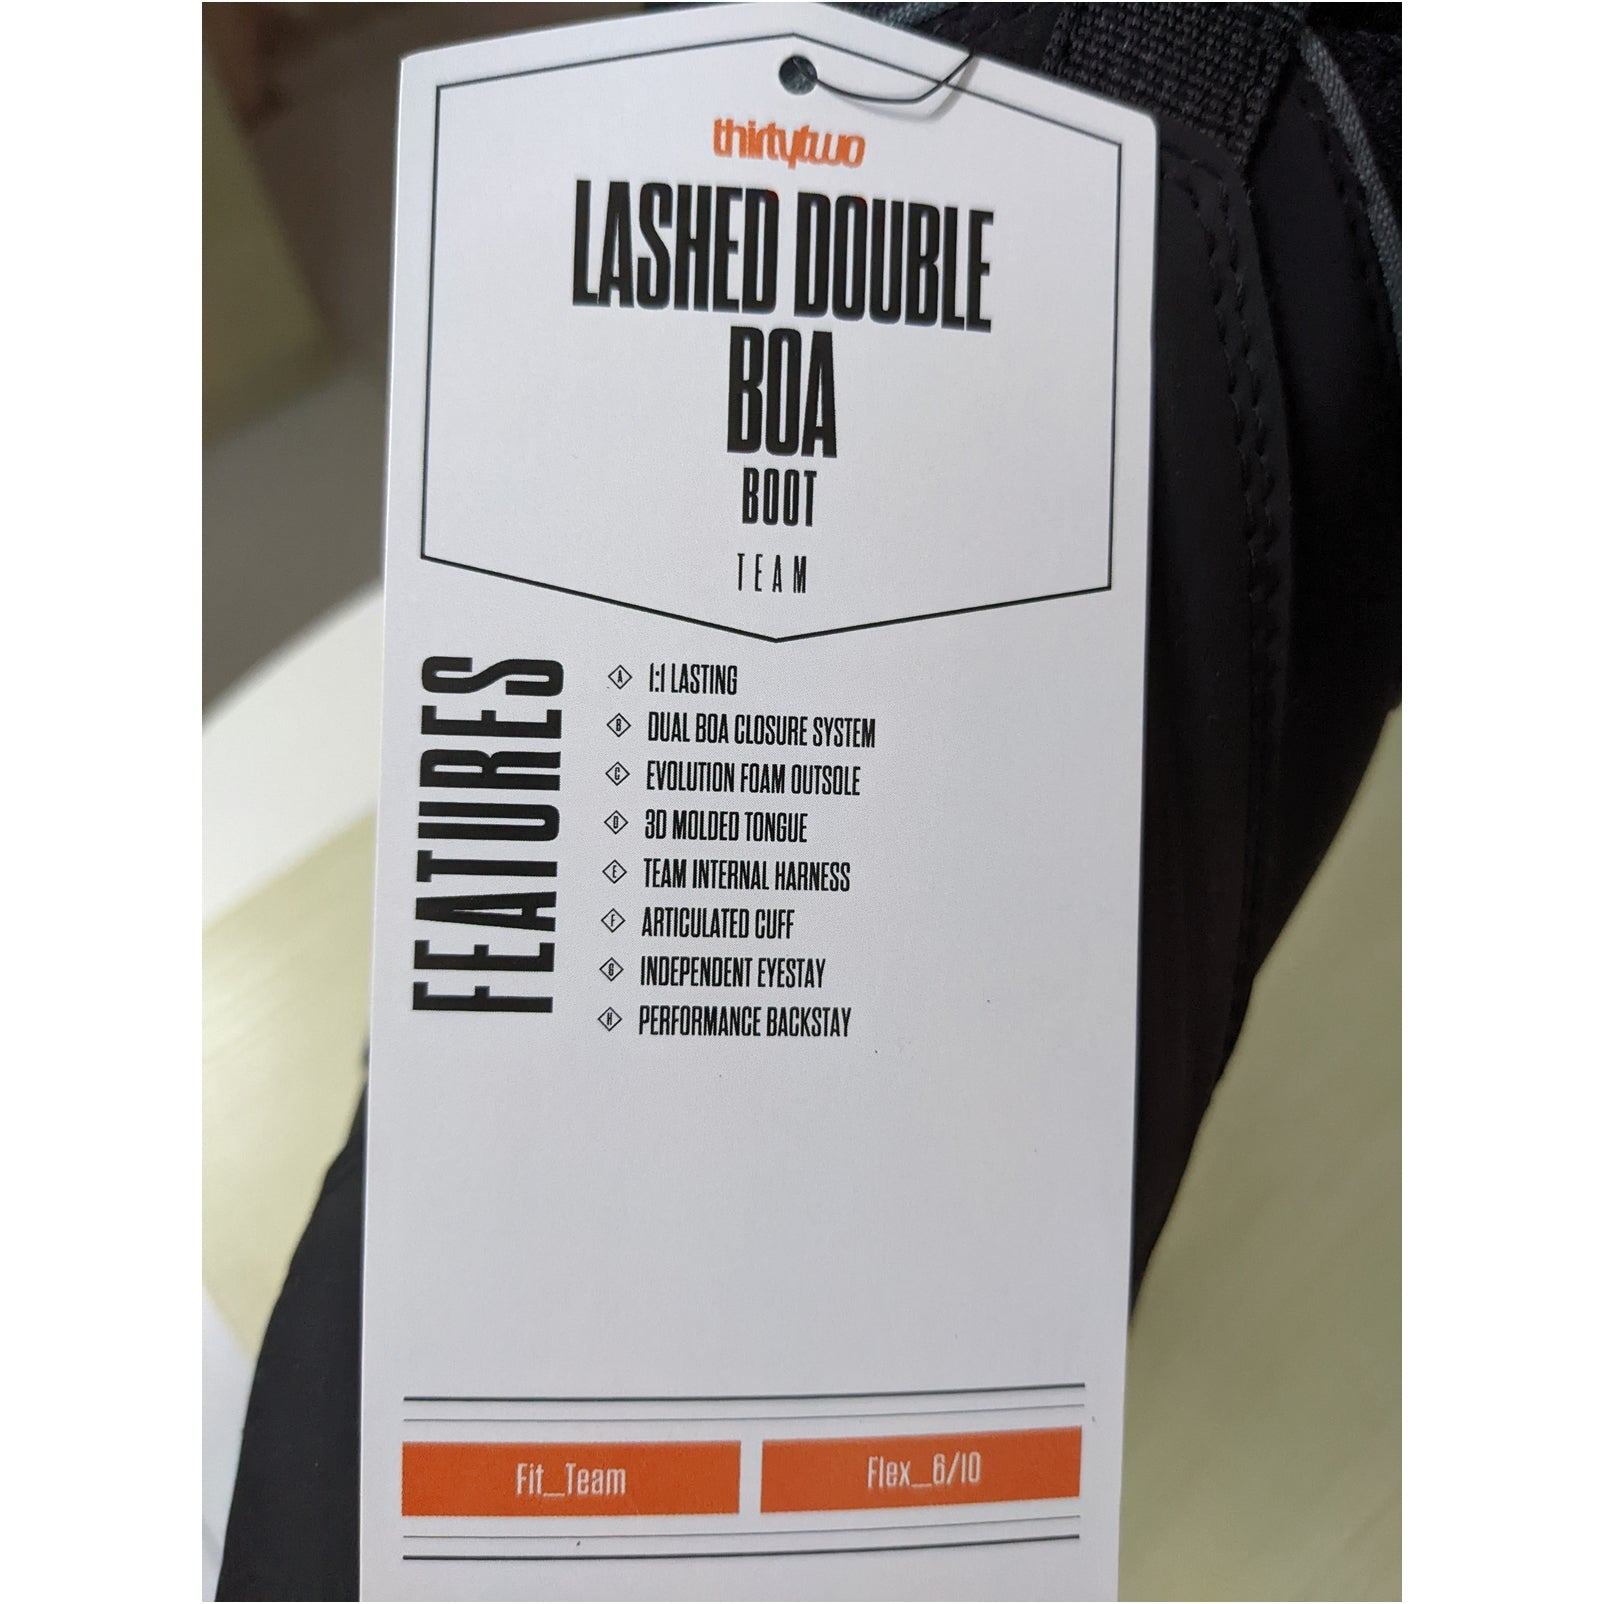 thirtytwo
LASHED DOUBLE
BOA
BOOT
TEAM
FEATURES
A 1:1 LASTING
B DUAL BOA CLOSURE SYSTEM
C EVOLUTION FOAM OUTSOLE
D 3D MOLDED TONGUE
E TEAM INTERNAL HARNESS
F ARTICULATED CUFF
G INDEPENDENT EYESTAY
H PERFORMANCE BACKSTAY
Fit_Team
Flex_6/10